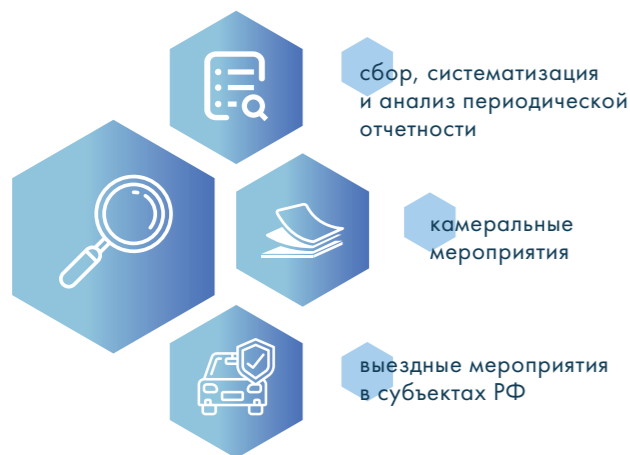 сбор, систематизация
и анализ периодической
отчетности
камеральные
мероприятия
выездные мероприятия
в субъектах РФ